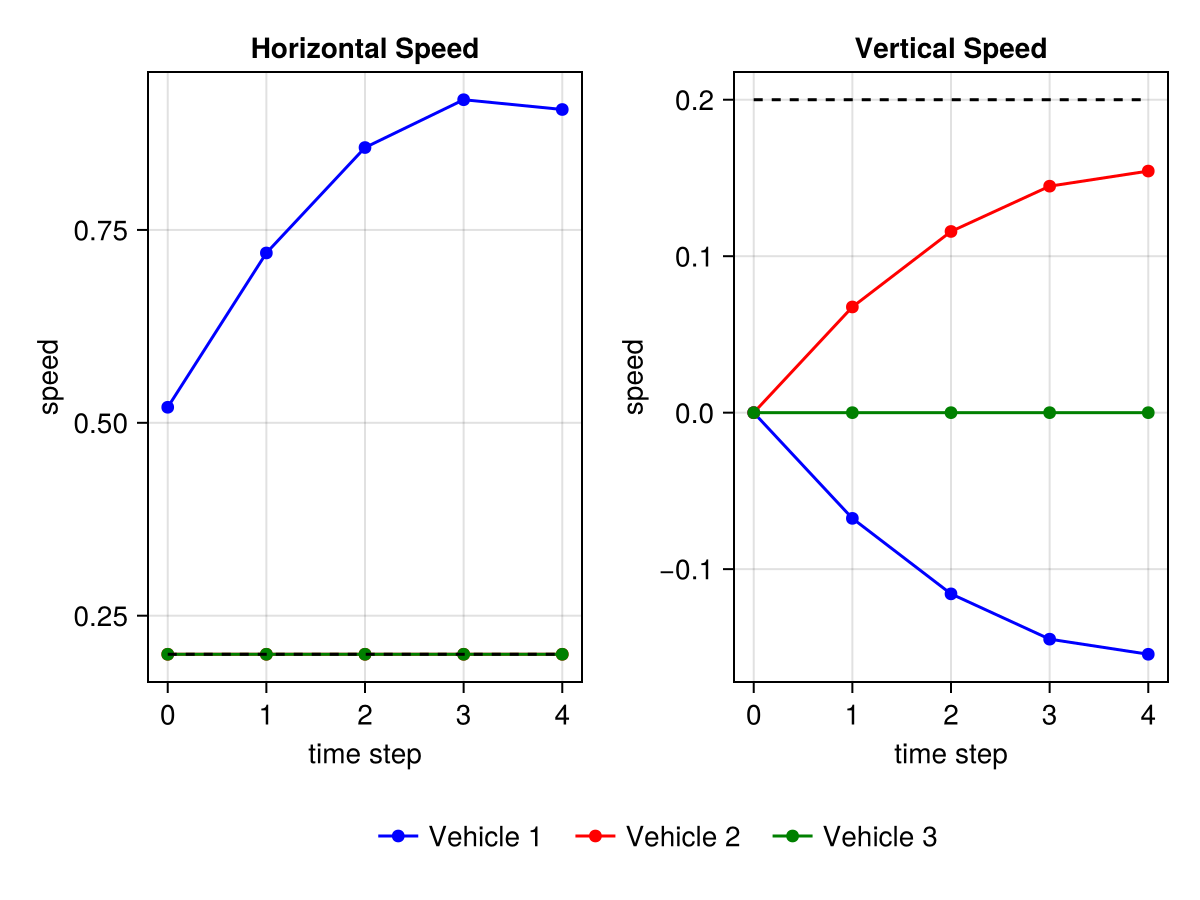 Horizontal Speed
speed
0.75
0.50
0.25
0
1
2
3
4
time step
Vertical Speed
speed
0.2
0.1
0.0
−0.1
0
1
2
3
4
time step
Vehicle 1
Vehicle 2
Vehicle 3